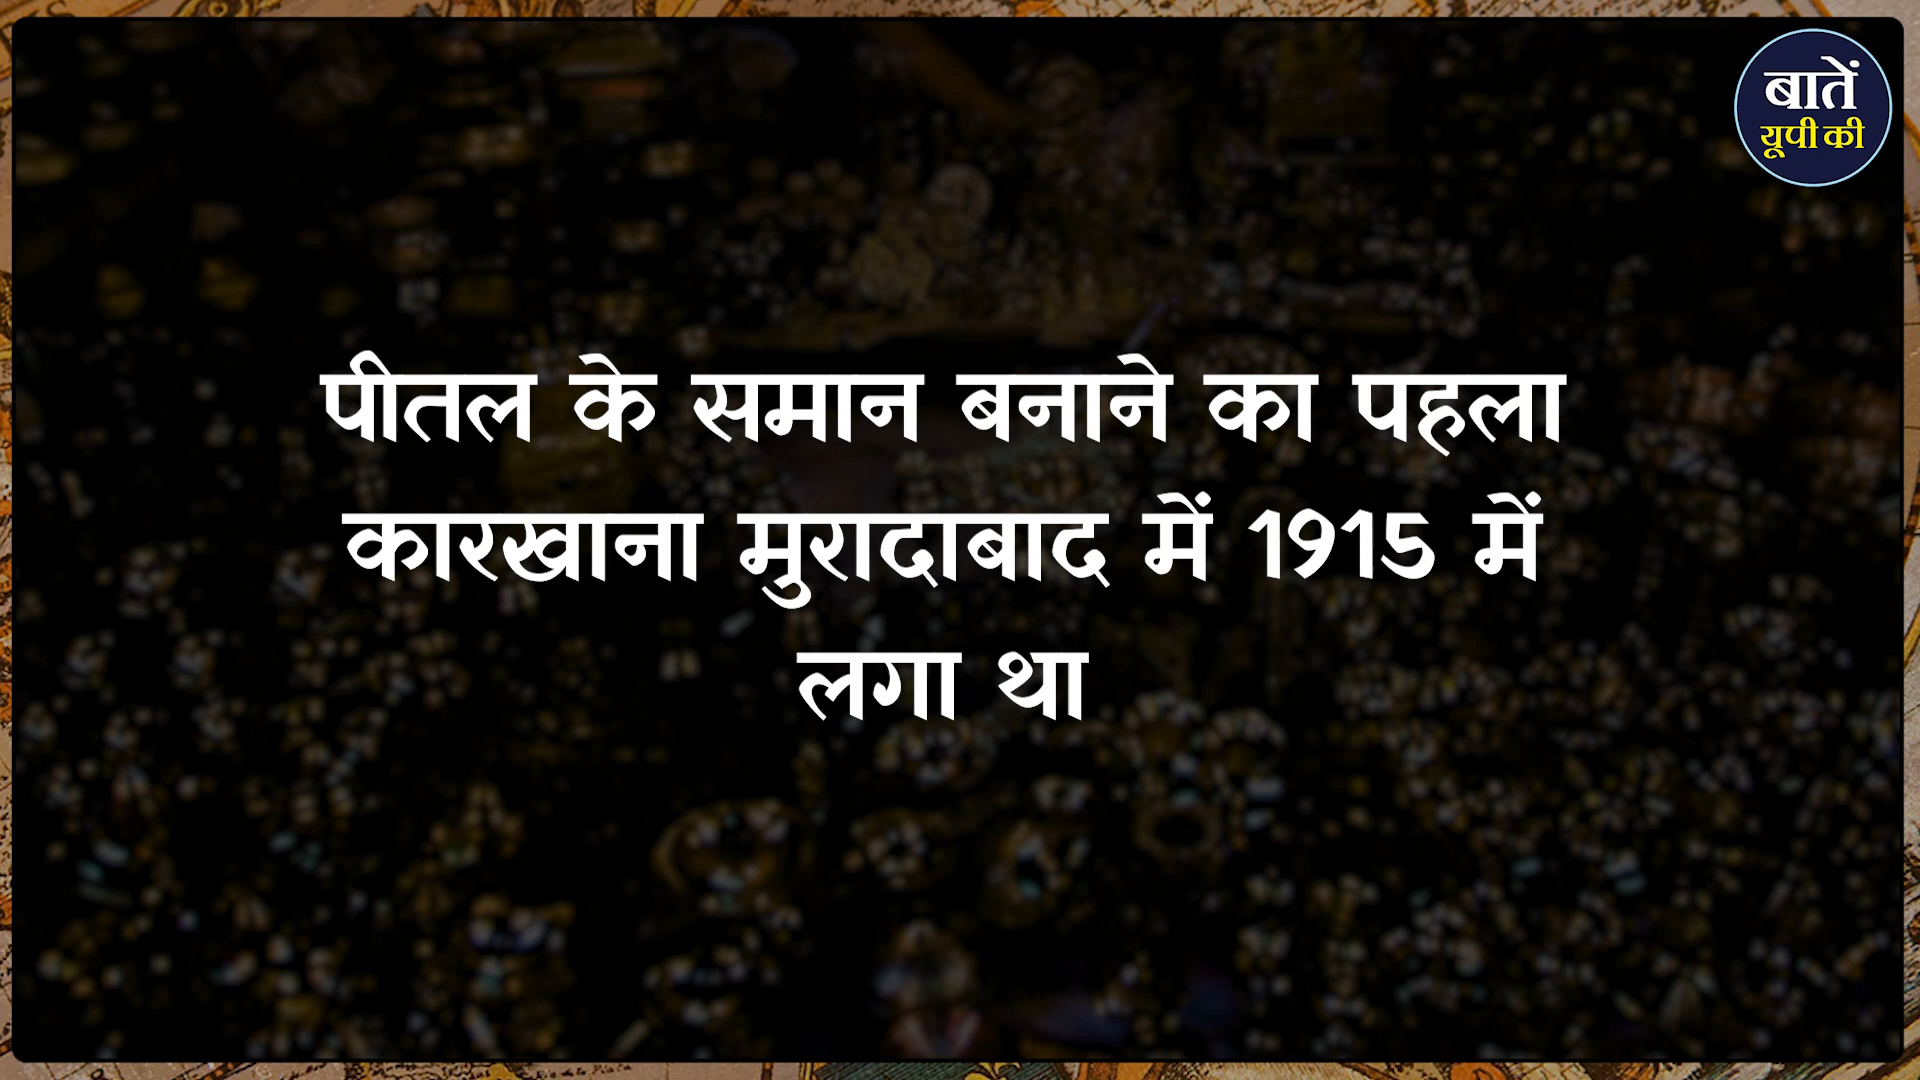 बातें
यूपी की
पीतल के समान बनाने का पहला
कारखाना मुरादाबाद में 1915 में
लगा था